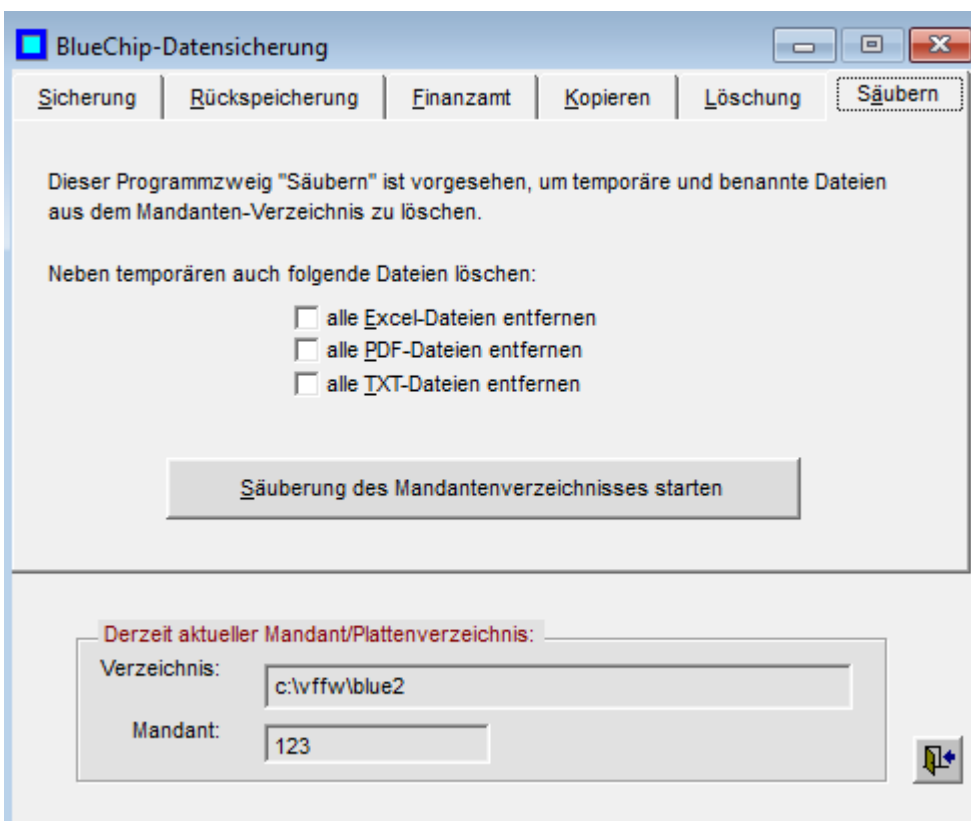 BlueChip-Datensicherung
Sicherung
Rückspeicherung
Finanzamt
Kopieren
Löschung
Säubern
Dieser Programmzweig "Säubern" ist vorgesehen, um temporäre und benannte Dateien
aus dem Mandanten-Verzeichnis zu löschen.
Neben temporären auch folgende Dateien löschen:
alle Excel-Dateien entfernen
alle PDF-Dateien entfernen
alle TXT-Dateien entfernen
Säuberung des Mandantenverzeichnisses starten
Derzeit aktueller Mandant/Plattenverzeichnis:
Verzeichnis:
c:\vffw\blue2
Mandant:
123